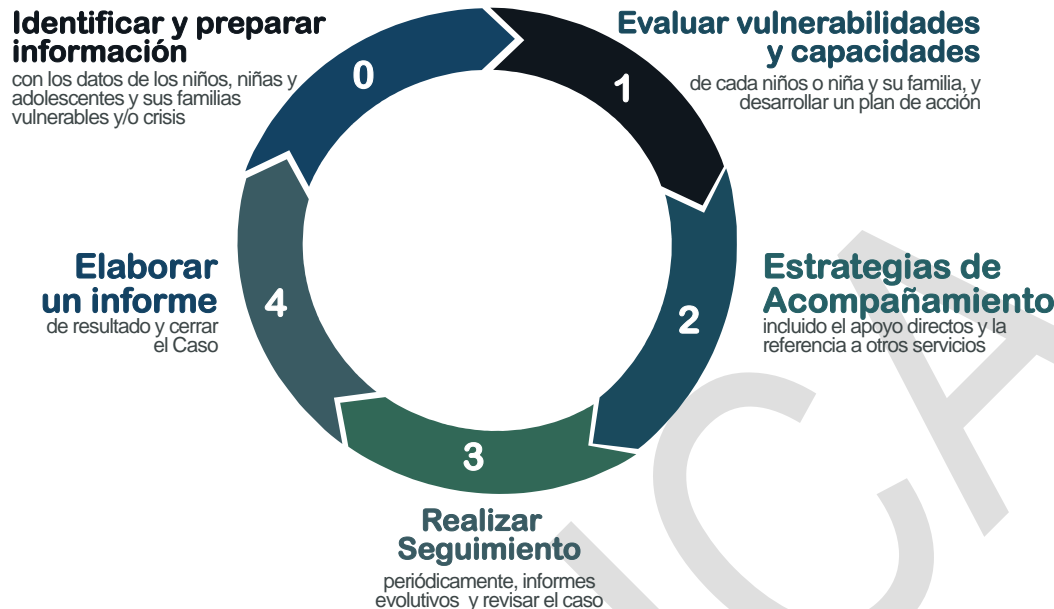 Identificar y preparar
información
con los datos de los niños, niñas y
adolescentes y sus familias
vulnerables y/o crisis
0
1
Evaluar vulnerabilidades
y capacidades
de cada niños o niña y su familia, y
desarrollar un plan de acción
2
Estrategias de
Acompañamiento
incluido el apoyo directos y la
referencia a otros servicios
3
Realizar
Seguimiento
periódicamente, informes
evolutivos y revisar el caso
4
Elaborar
un informe
de resultado y cerrar
el Caso